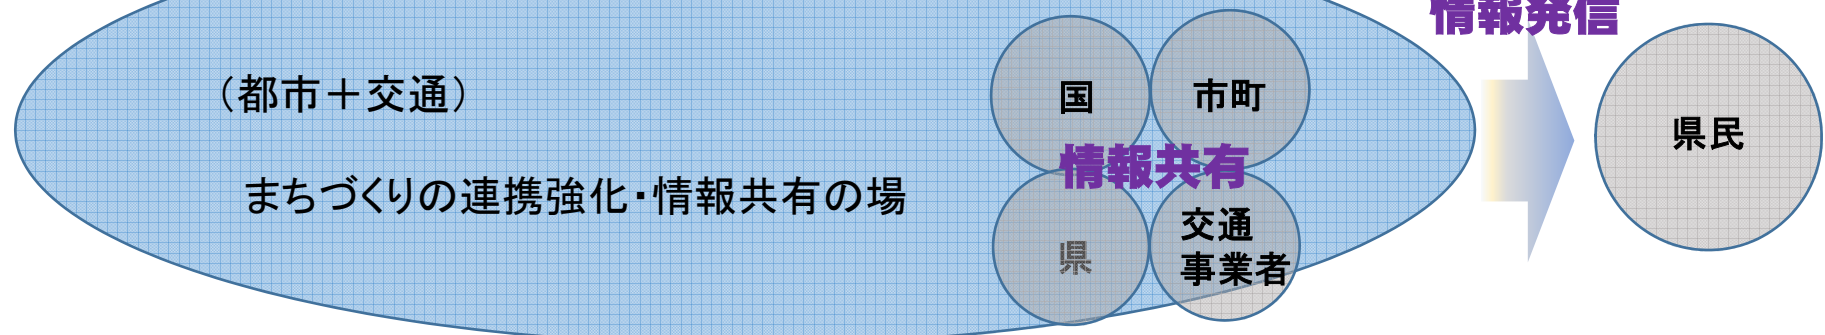 情報発信
(都市+交通)
国
市町
県民
情報共有
まちづくりの連携強化・情報共有の場
県
交通
事業者